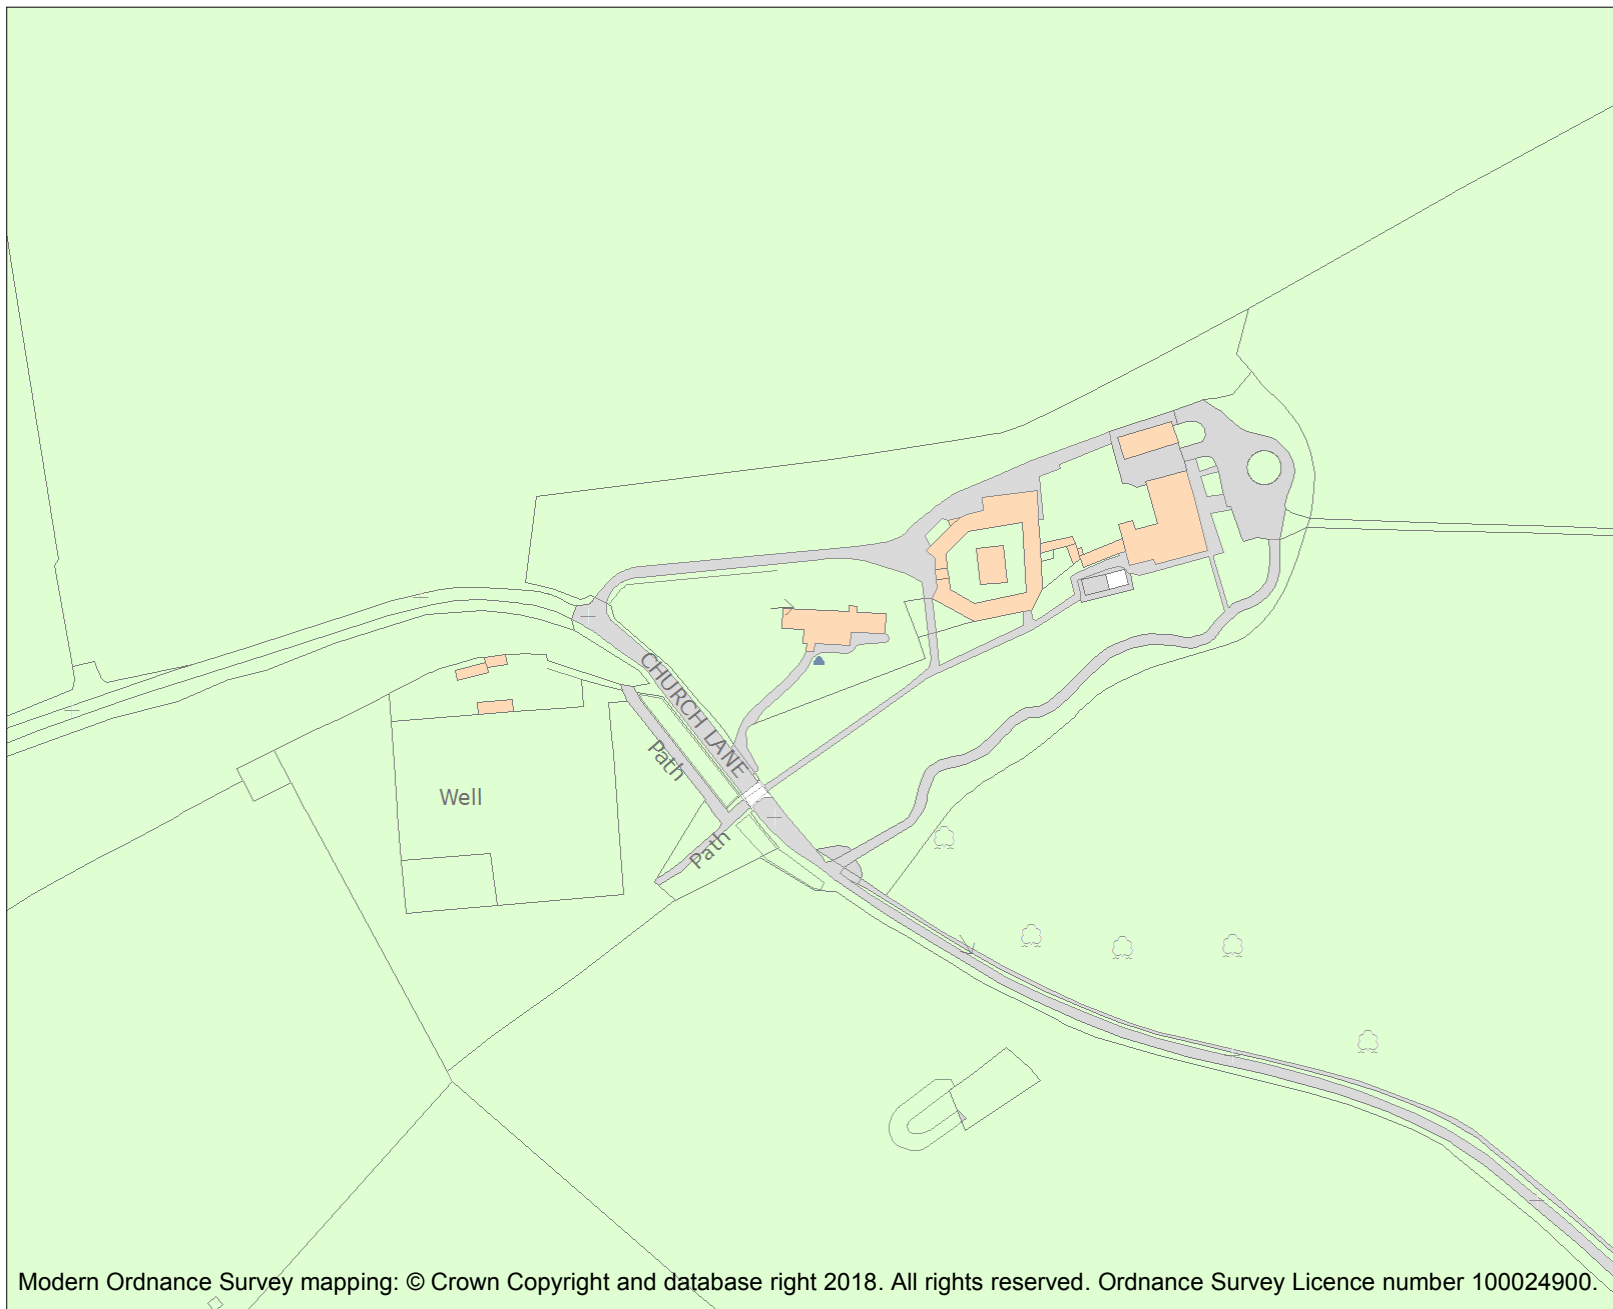 CHURCH LANE
Path
Well
Path
Modern Ordnance Survey mapping: © Crown Copyright and database right 2018. All rights reserved. Ordnance Survey Licence number 100024900.